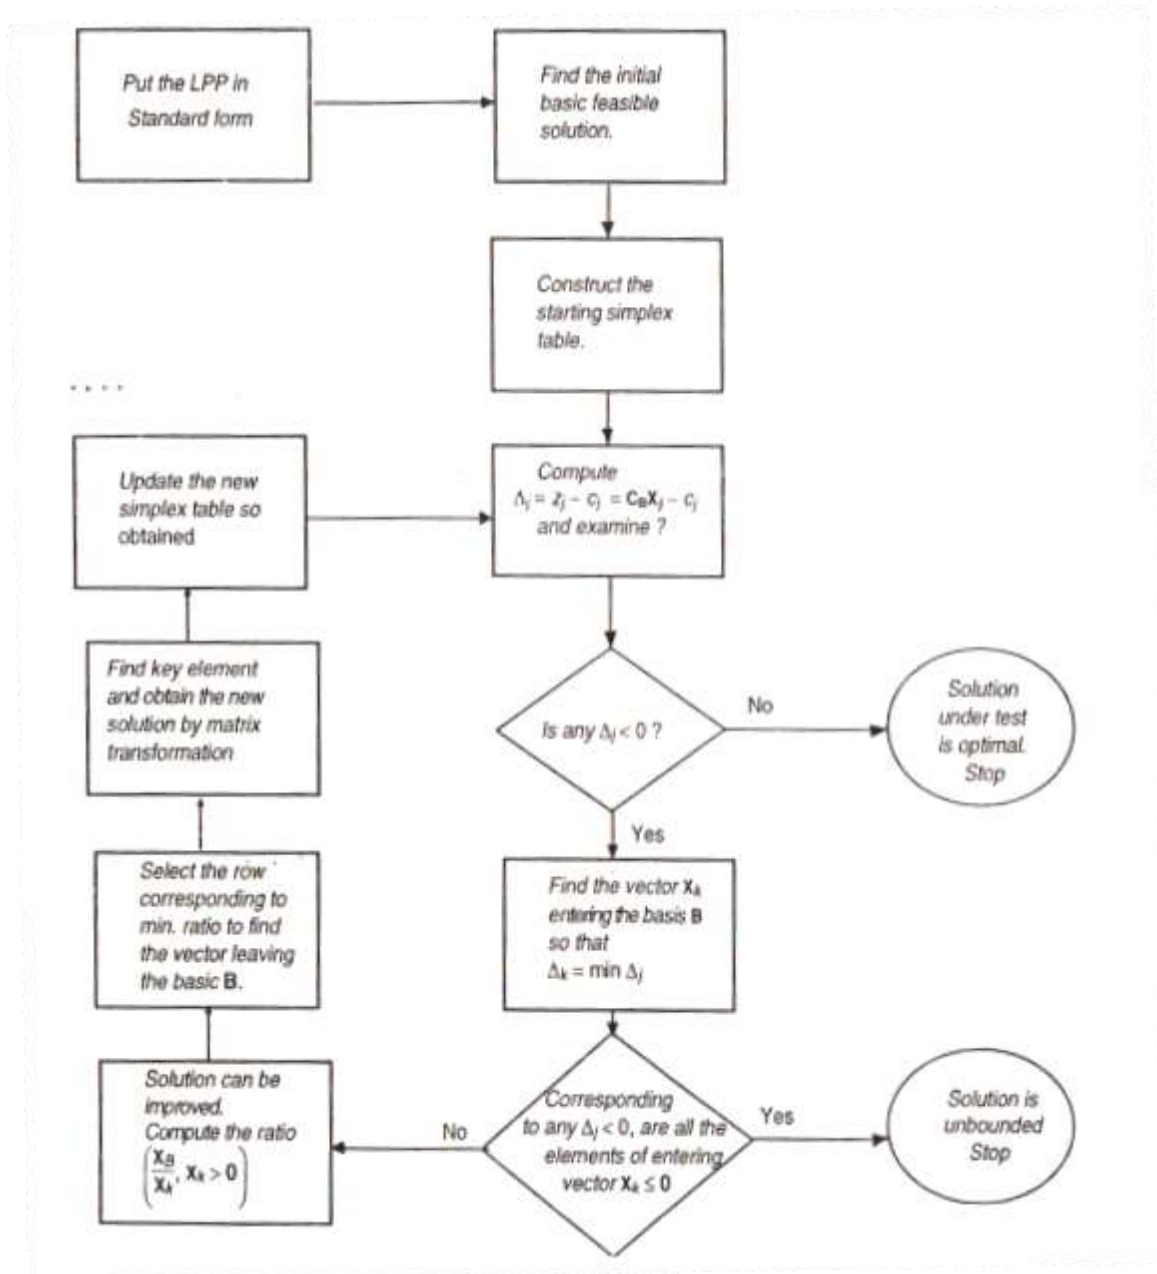 Put the LPP in
Standard form
Find the initial
basic feasible
solution.
Construct the
starting simplex
table.
Compute
Δj = zj − cj = CBXj − cj
and examine ?
Is any Δj < 0 ?
No
Solution
under test
is optimal.
Stop
Yes
Find the vector Xk
entering the basis B
so that
Δk = min Δj
Corresponding
to any Δj < 0, are all the
elements of entering
vector Xk ≤ 0
Yes
Solution is
unbounded
Stop
No
Solution can be
improved.
Compute the ratio
(XB/Xk, Xk > 0)
Select the row
corresponding to
min. ratio to find
the vector leaving
the basic B.
Find key element
and obtain the new
solution by matrix
transformation
Update the new
simplex table so
obtained